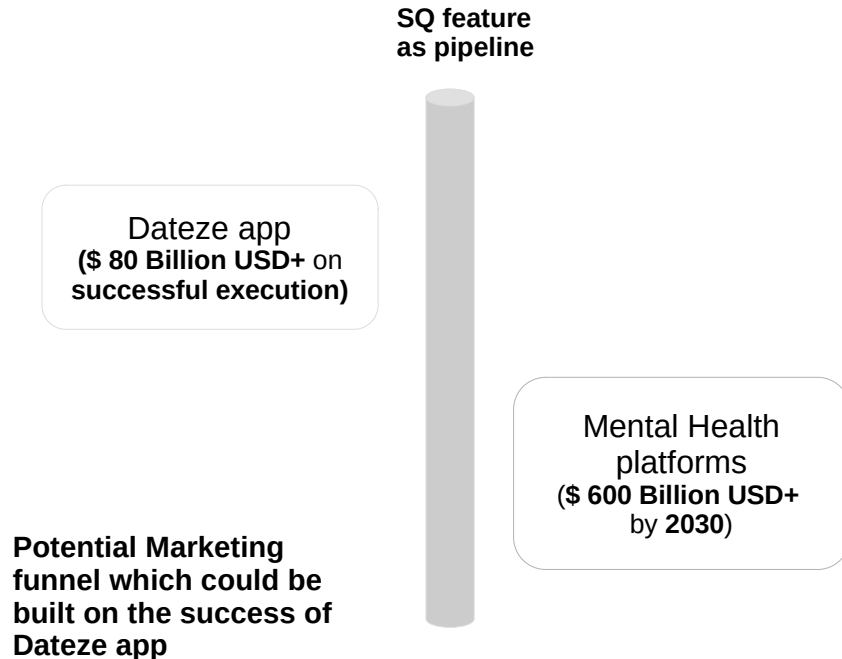 SQ feature
as pipeline
Dateze app
($ 80 Billion USD+ on
successful execution)
Mental Health
platforms
($ 600 Billion USD+
by 2030)
Potential Marketing
funnel which could be
built on the success of
Dateze app